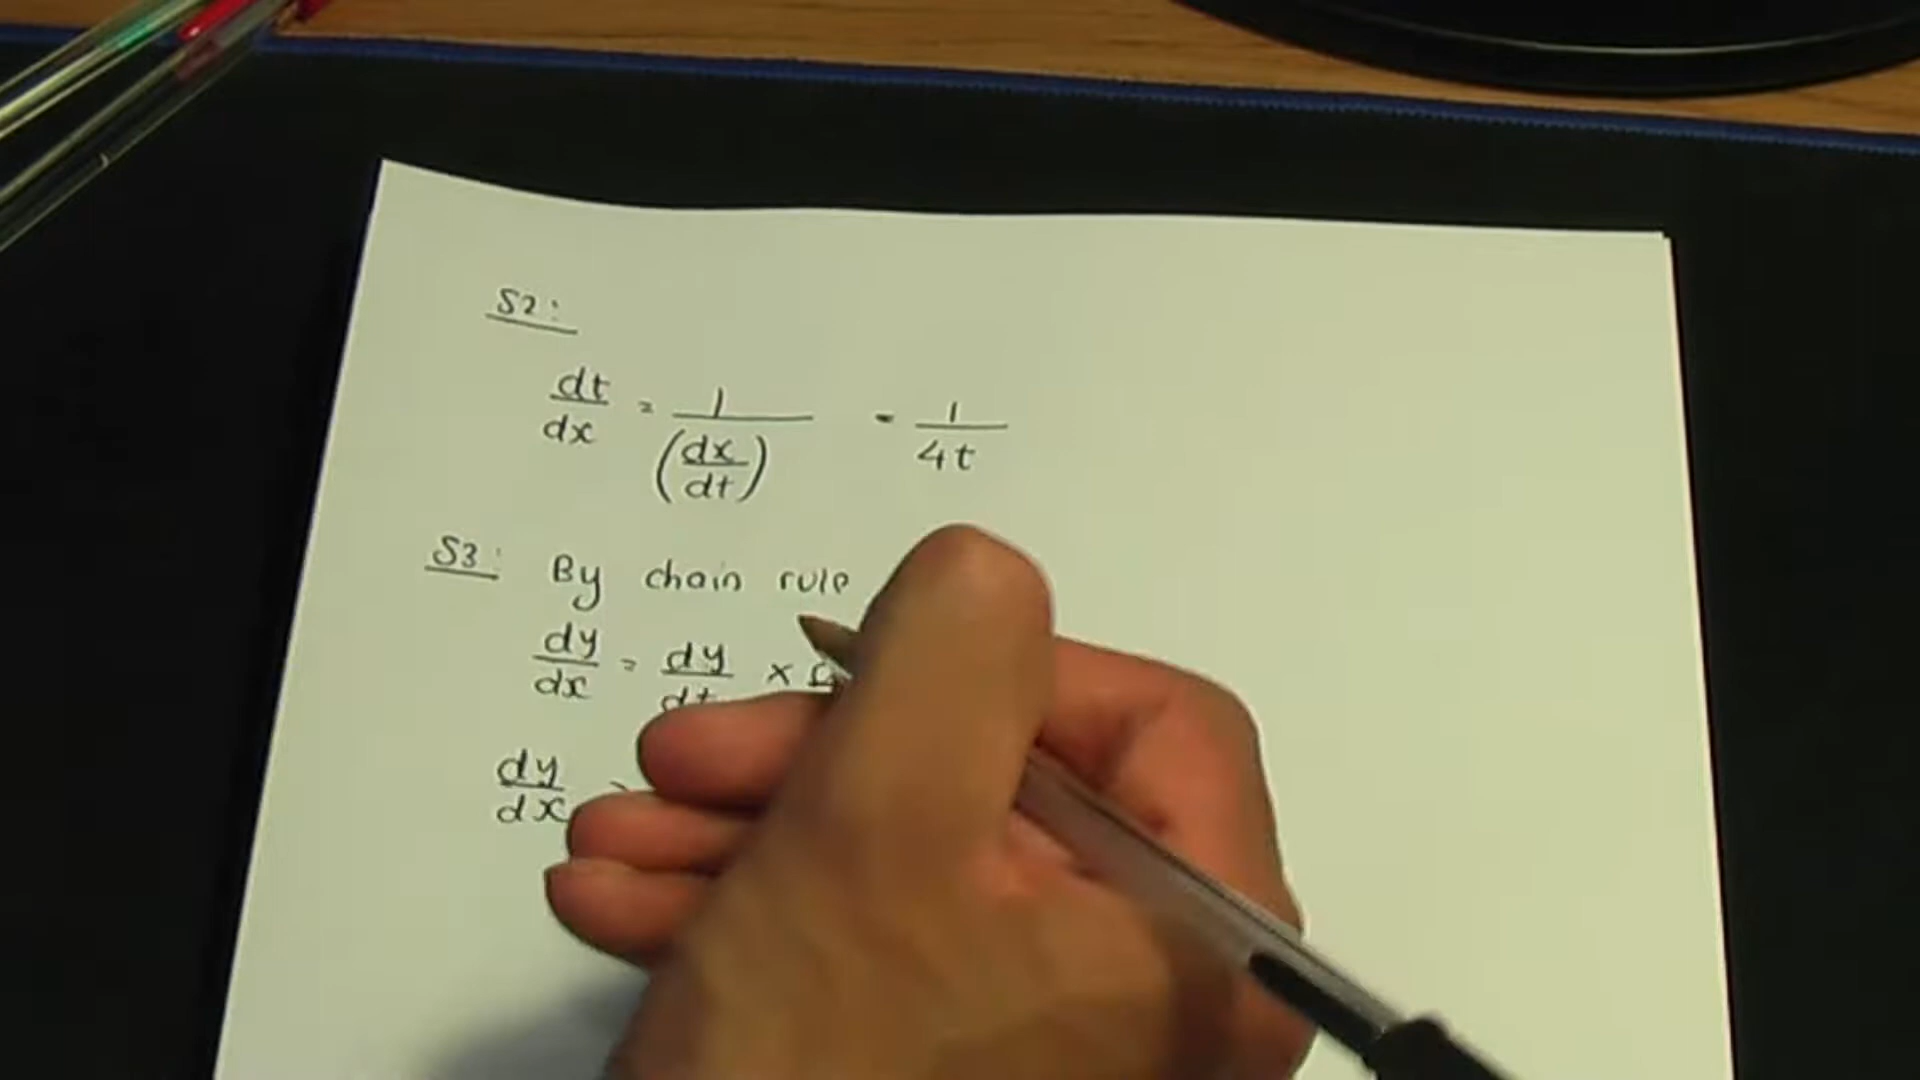 S2:
dt/dx = 1/(dx/dt) = 1/4t
S3: By chain rule
dy/dx = dy/dt ×
dy/dx =